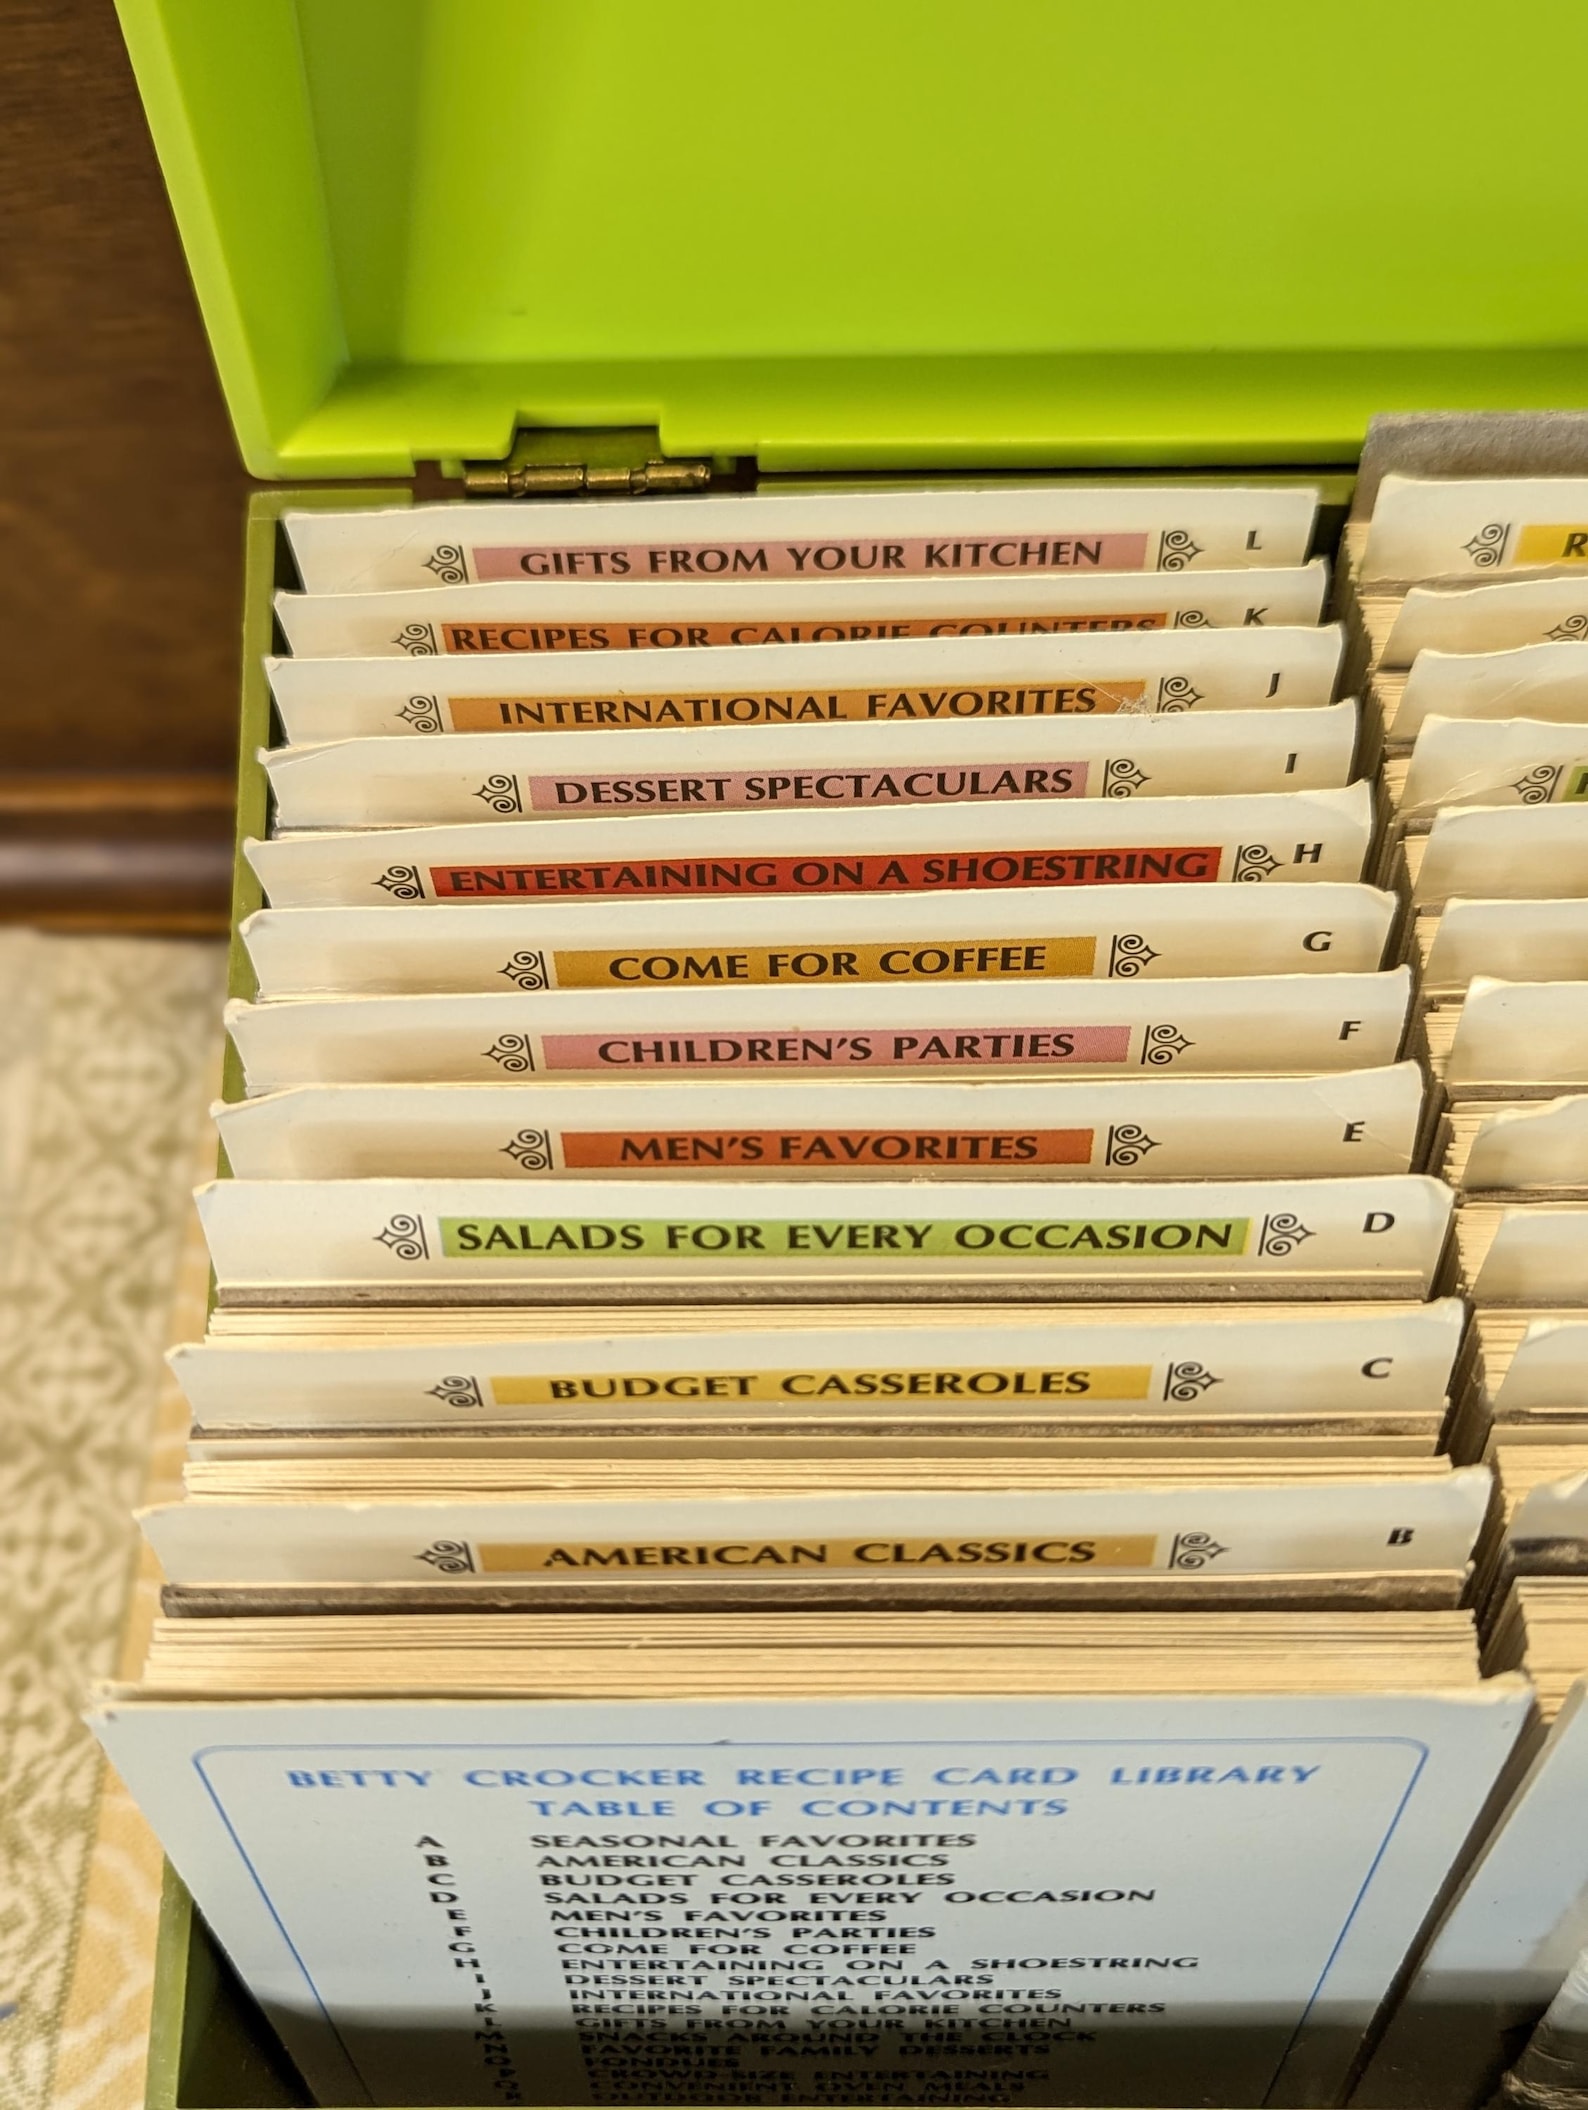 GIFTS FROM YOUR KITCHEN L
R
RECIPES FOR CALORIE COUNTERS K
INTERNATIONAL FAVORITES J
DESSERT SPECTACULARS I
ENTERTAINING ON A SHOESTRING H
COME FOR COFFEE G
CHILDREN'S PARTIES F
MEN'S FAVORITES E
SALADS FOR EVERY OCCASION D
BUDGET CASSEROLES C
AMERICAN CLASSICS B
BETTY CROCKER RECIPE CARD LIBRARY
TABLE OF CONTENTS
A SEASONAL FAVORITES
B AMERICAN CLASSICS
C BUDGET CASSEROLES
D SALADS FOR EVERY OCCASION
E MEN'S FAVORITES
F CHILDREN'S PARTIES
G COME FOR COFFEE
H ENTERTAINING ON A SHOESTRING
I DESSERT SPECTACULARS
J INTERNATIONAL FAVORITES
K RECIPES FOR CALORIE COUNTERS
L GIFTS FROM YOUR KITCHEN
M SNACKS AROUND THE CLOCK
N FAVORITE FAMILY DESSERTS
O FONDUES
P CROWD-SIZE ENTERTAINING
Q CONVENIENT OVEN MEALS
R OUTDOOR ENTERTAINING